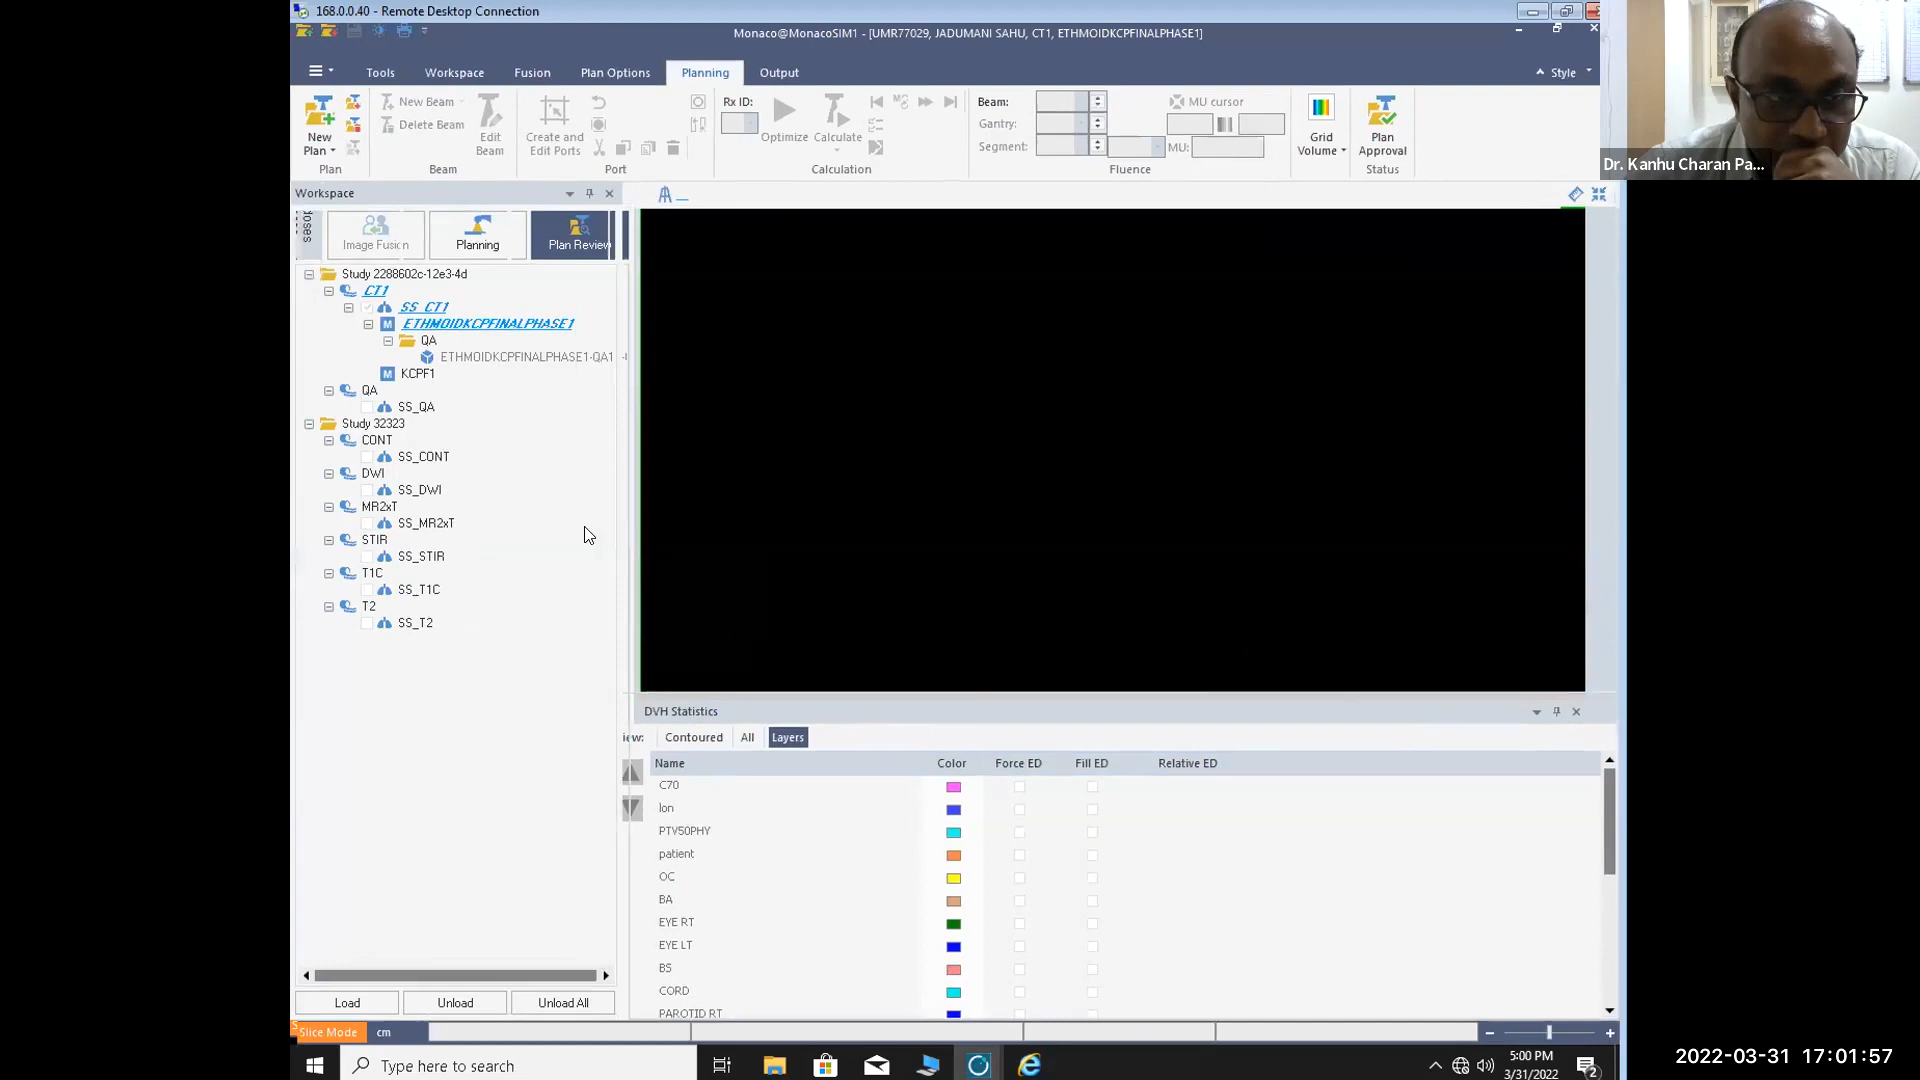 168.0.0.40 - Remote Desktop Connection
Monaco@MonacoSIM1 - [UMR77029, JADUMANI SAHU, CT1, ETHMOIDKCPFINALPHASE1]
Tools Workspace Fusion Plan Options Planning Output Style
New Plan
Plan
New Beam
Delete Beam
Edit Beam
Beam
Create and Edit Ports
Port
Rx ID:
Optimize
Calculate
Calculation
Beam:
Gantry:
Segment:
MU cursor
MU:
Fluence
Grid Volume
Plan Approval
Status
Dr. Kanhu Charan Pa...
Workspace
Image Fusion
Planning
Plan Review
Study 2288602c-12e3-4d
CT1
SS_CT1
ETHMOIDKCPFINALPHASE1
QA
ETHMOIDKCPFINALPHASE1-QA1
KCPF1
QA
SS_QA
Study 32323
CONT
SS_CONT
DWI
SS_DWI
MR2xT
SS_MR2xT
STIR
SS_STIR
T1C
SS_T1C
T2
SS_T2
Load Unload Unload All
DVH Statistics
iew: Contoured All Layers
Name Color Force ED Fill ED Relative ED
C70
lon
PTV50PHY
patient
OC
BA
EYE RT
EYE LT
BS
CORD
PAROTID RT
Slice Mode cm
Type here to search
5:00 PM
3/31/2022
2
2022-03-31 17:01:57